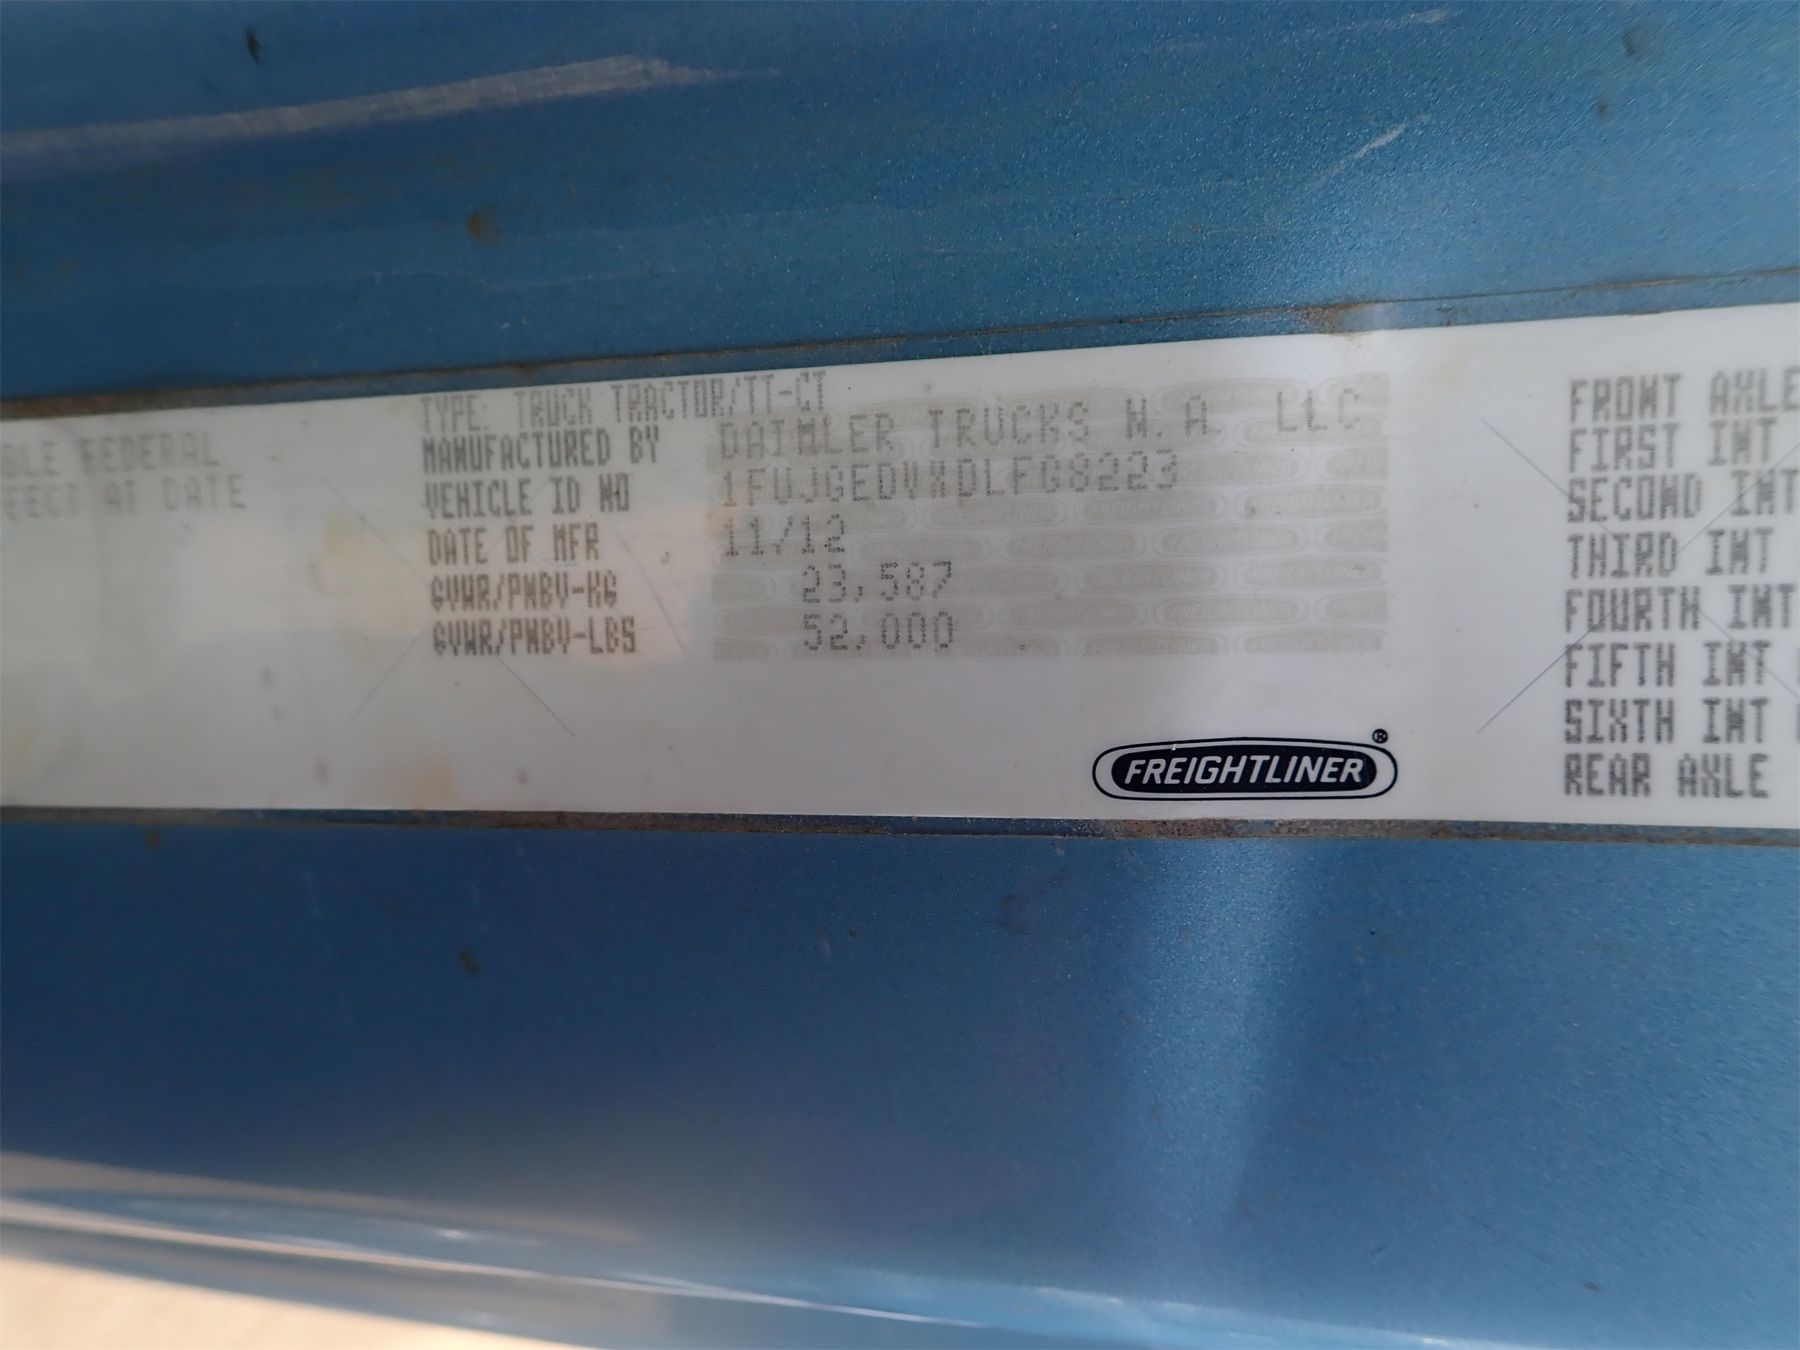 BLE FEDERAL
EFFECT AT DATE
TYPE: TRUCK TRACTOR/TT-CT
MANUFACTURED BY DAIMLER TRUCKS N.A. LLC
VEHICLE ID NO 1FUJGEDVXDLFG8223
DATE OF MFR 11/12
GVWR/PNBV-KG 23,587
GVWR/PNBV-LBS 52,000
FREIGHTLINER®
FRONT AXLE
FIRST INT
SECOND INT
THIRD INT
FOURTH INT
FIFTH INT
SIXTH INT
REAR AXLE